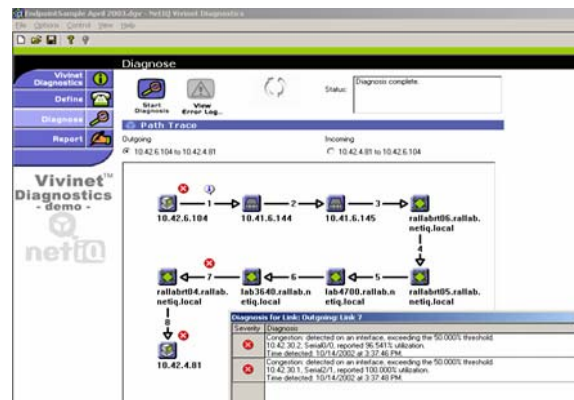 EndpointSample April 2003.dgv - NetIQ Vivinet Diagnostics
File Options Control View Help
Diagnose
Vivinet Diagnostics
Define
Diagnose
Report
Start Diagnosis
View Error Log...
Status:
Diagnosis complete.
Path Trace
Outgoing
10.42.6.104 to 10.42.4.81
Incoming
10.42.4.81 to 10.42.6.104
Vivinet™
Diagnostics
- demo -
netiQ
10.42.6.104
1
10.41.6.144
2
10.41.6.145
3
rallabrt06.rallab.
netiq.local
4
rallabrt04.rallab.
netiq.local
7
lab3640.rallab.n
etiq.local
6
lab4700.rallab.n
etiq.local
5
rallabrt05.rallab.
netiq.local
8
10.42.4.81
Diagnosis for Link: Outgoing: Link 7
Severity Diagnosis
Congestion: detected on an interface, exceeding the 50.000% threshold
10.42.30.2, Serial0/0, reported 96.541% utilization.
Time detected: 10/14/2002 at 3:37:46 PM.
Congestion: detected on an interface, exceeding the 50.000% threshold
10.42.30.1, Serial2/1, reported 100.000% utilization.
Time detected: 10/14/2002 at 3:37:48 PM.